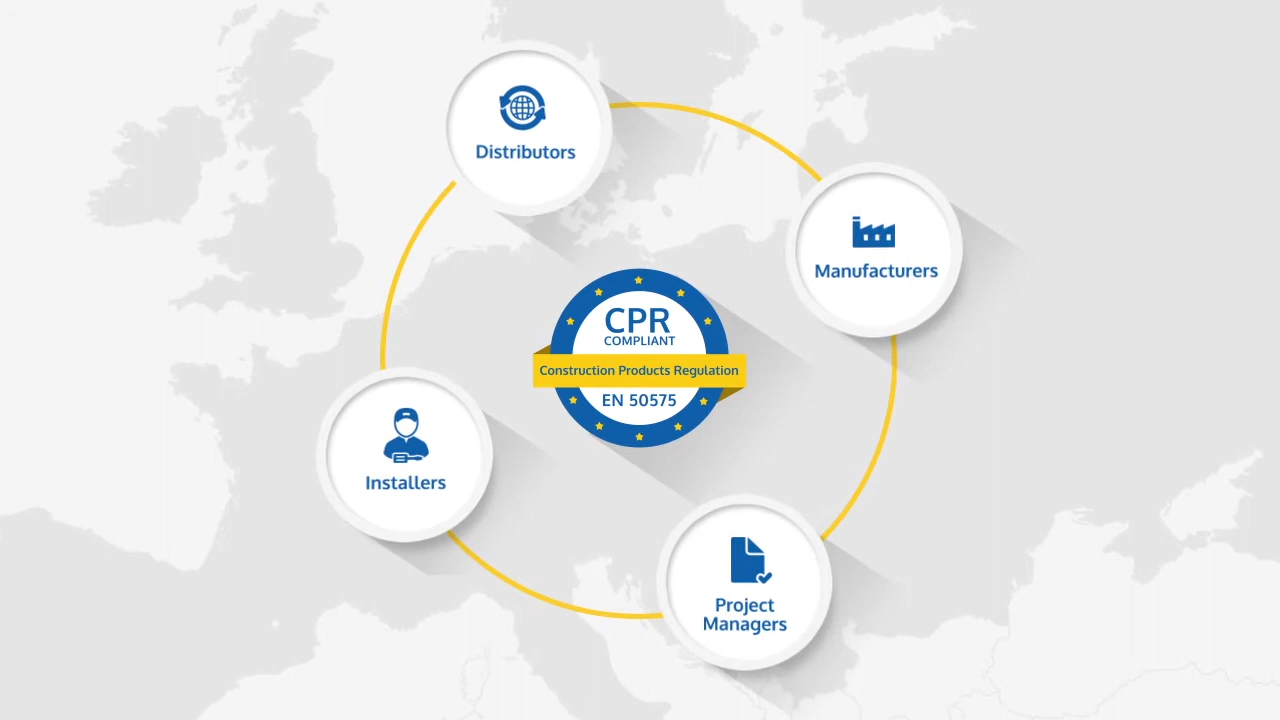 Distributors
Manufacturers
CPR
COMPLIANT
Construction Products Regulation
EN 50575
Installers
Project
Managers